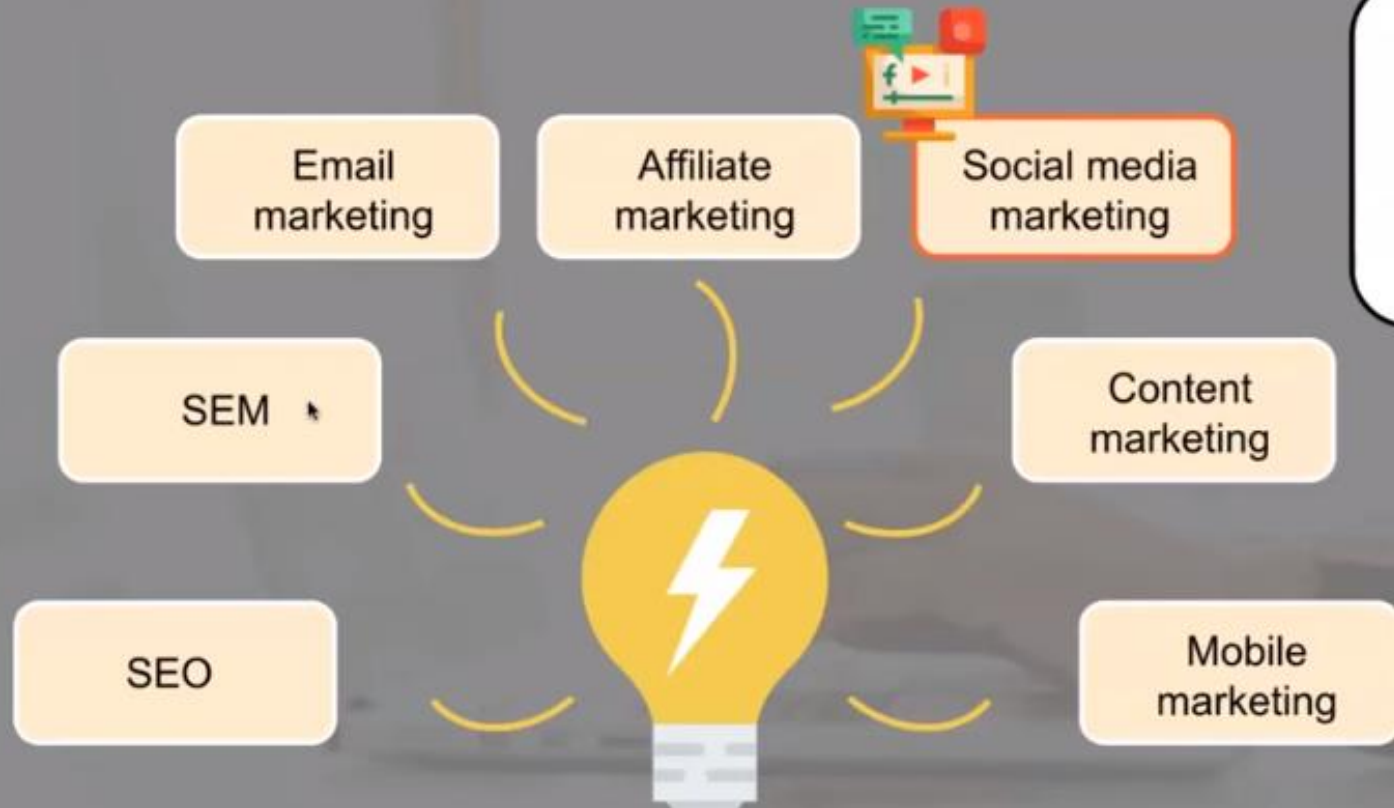 Email
marketing
Affiliate
marketing
Social media
marketing
SEM
Content
marketing
SEO
Mobile
marketing